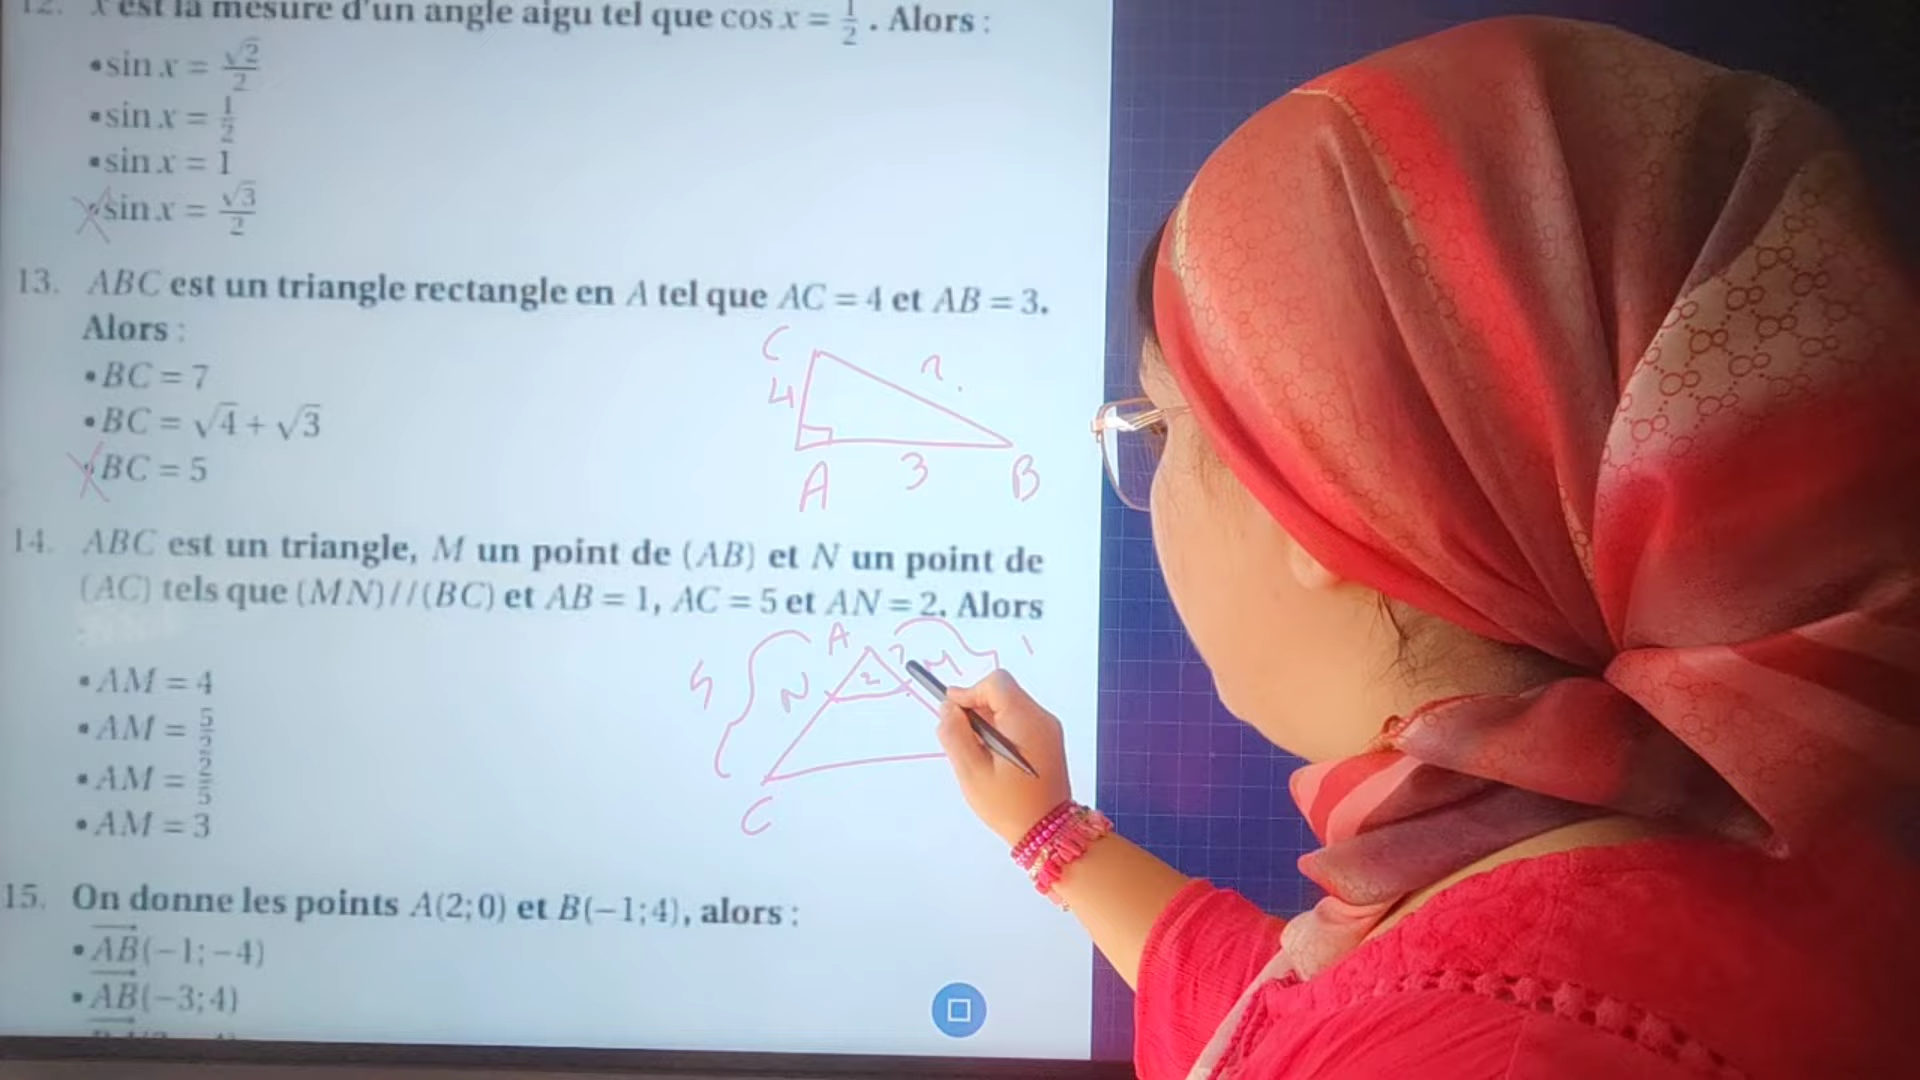 12. x est la mesure d'un angle aigu tel que cos x = 1/2 . Alors :
• sin x = √2/2
• sin x = 1/2
• sin x = 1
• sin x = √3/2
13. ABC est un triangle rectangle en A tel que AC = 4 et AB = 3.
Alors :
• BC = 7
• BC = √4 + √3
• BC = 5
C
?
4
A
3
B
14. ABC est un triangle, M un point de (AB) et N un point de
(AC) tels que (MN)//(BC) et AB = 1, AC = 5 et AN = 2. Alors
:
A
?
M
1
5
N
2
C
• AM = 4
• AM = 5/2
• AM = 2/5
• AM = 3
15. On donne les points A(2;0) et B(−1;4), alors :
• AB(−1; −4)
• AB(−3; 4)